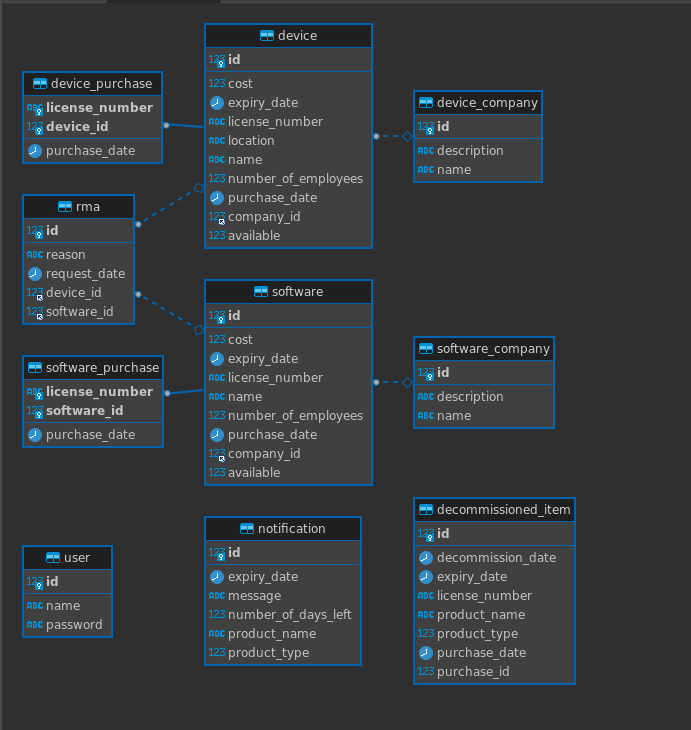 device
123 id
123 cost
expiry_date
ABC license_number
ABC location
ABC name
123 number_of_employees
purchase_date
123 company_id
123 available
device_purchase
ABC license_number
123 device_id
purchase_date
device_company
123 id
ABC description
ABC name
rma
123 id
ABC reason
request_date
123 device_id
123 software_id
software
123 id
123 cost
expiry_date
ABC license_number
ABC name
123 number_of_employees
purchase_date
123 company_id
123 available
software_purchase
ABC license_number
123 software_id
purchase_date
software_company
123 id
ABC description
ABC name
user
123 id
ABC name
ABC password
notification
123 id
expiry_date
ABC message
123 number_of_days_left
ABC product_name
123 product_type
decommissioned_item
123 id
decommission_date
expiry_date
ABC license_number
ABC product_name
123 product_type
purchase_date
123 purchase_id